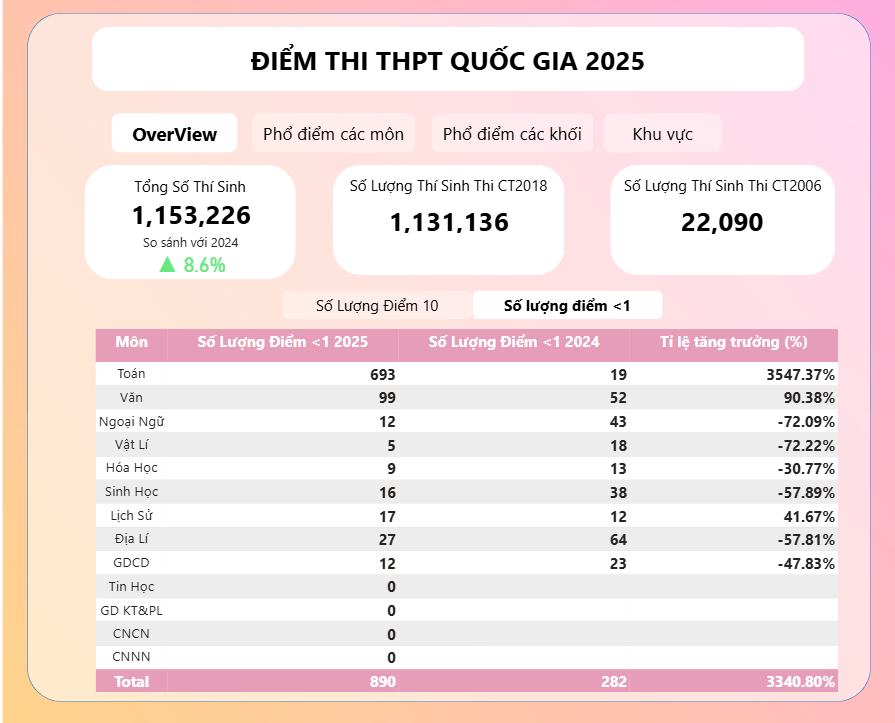 ĐIỂM THI THPT QUỐC GIA 2025
OverView Phổ điểm các môn Phổ điểm các khối Khu vực
Tổng Số Thí Sinh
1,153,226
So sánh với 2024
▲ 8.6%
Số Lượng Thí Sinh Thi CT2018
1,131,136
Số Lượng Thí Sinh Thi CT2006
22,090
Số Lượng Điểm 10 Số lượng điểm <1
Môn Số Lượng Điểm <1 2025 Số Lượng Điểm <1 2024 Tỉ lệ tăng trưởng (%)
Toán 693 19 3547.37%
Văn 99 52 90.38%
Ngoại Ngữ 12 43 -72.09%
Vật Lí 5 18 -72.22%
Hóa Học 9 13 -30.77%
Sinh Học 16 38 -57.89%
Lịch Sử 17 12 41.67%
Địa Lí 27 64 -57.81%
GDCD 12 23 -47.83%
Tin Học 0
GD KT&PL 0
CNCN 0
CNNN 0
Total 890 282 3340.80%